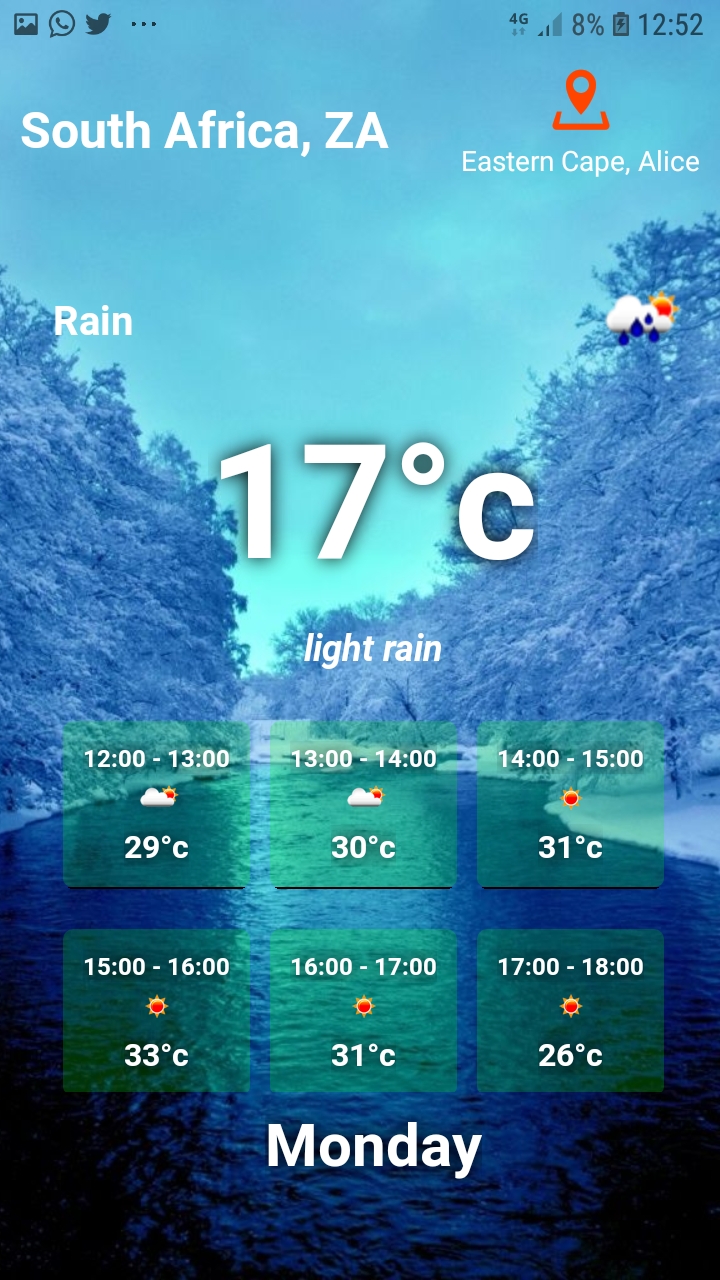 4G 8% 12:52
South Africa, ZA
Eastern Cape, Alice
Rain
17°c
light rain
12:00 - 13:00 13:00 - 14:00 14:00 - 15:00
29°c 30°c 31°c
15:00 - 16:00 16:00 - 17:00 17:00 - 18:00
33°c 31°c 26°c
Monday